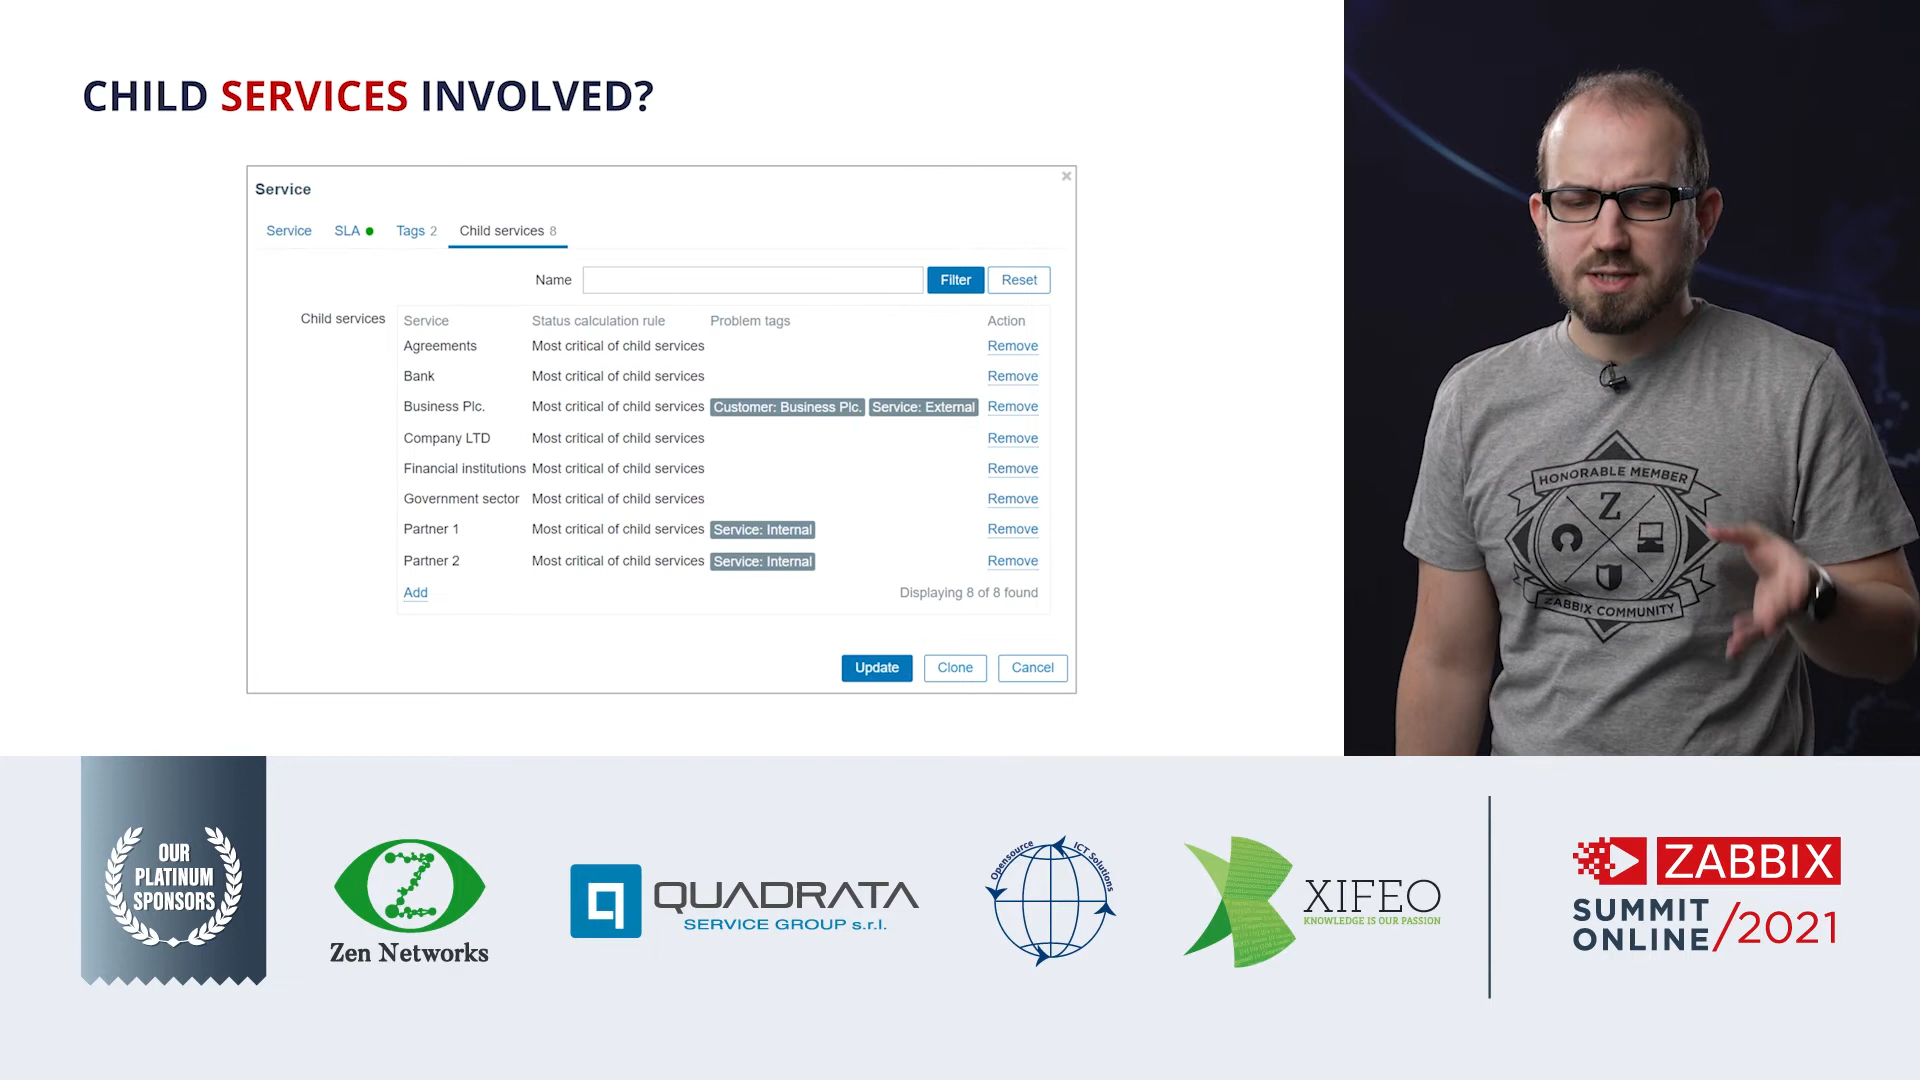 CHILD SERVICES INVOLVED?
Service
Service SLA Tags 2 Child services 8
Name Filter Reset
Child services
Service Status calculation rule Problem tags Action
Agreements Most critical of child services Remove
Bank Most critical of child services Remove
Business Plc. Most critical of child services Customer: Business Plc. Service: External Remove
Company LTD Most critical of child services Remove
Financial institutions Most critical of child services Remove
Government sector Most critical of child services Remove
Partner 1 Most critical of child services Service: Internal Remove
Partner 2 Most critical of child services Service: Internal Remove
Add Displaying 8 of 8 found
Update Clone Cancel
HONORABLE MEMBER
Z
ZABBIX COMMUNITY
OUR
PLATINUM
SPONSORS
Zen Networks
QUADRATA
SERVICE GROUP s.r.l.
Opensource ICT Solutions
XIFEO
KNOWLEDGE IS OUR PASSION
ZABBIX
SUMMIT
ONLINE/2021